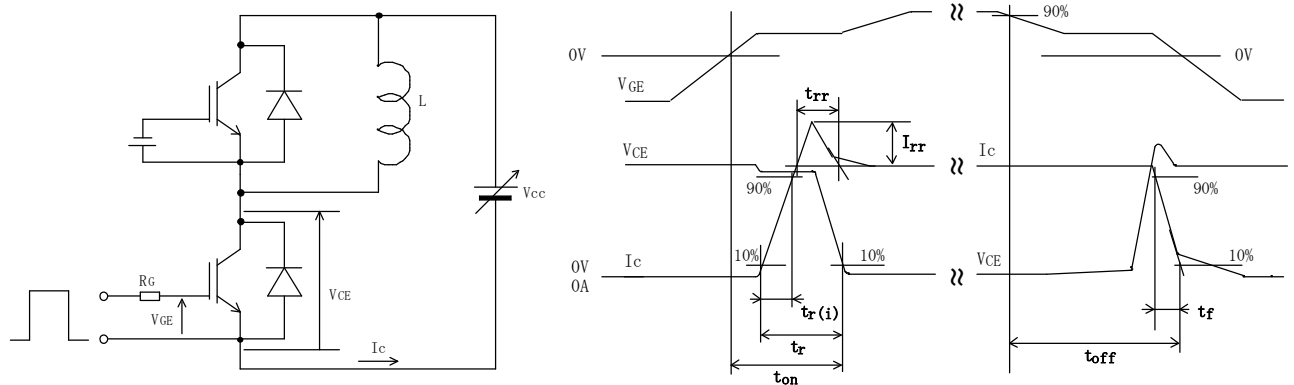 L
Vcc
RG
VGE
VCE
Ic
0V
VGE
VCE
0V
0A
Ic
90%
10%
10%
trr
Irr
tr(i)
tr
ton
90%
0V
Ic
90%
VCE
10%
tf
toff